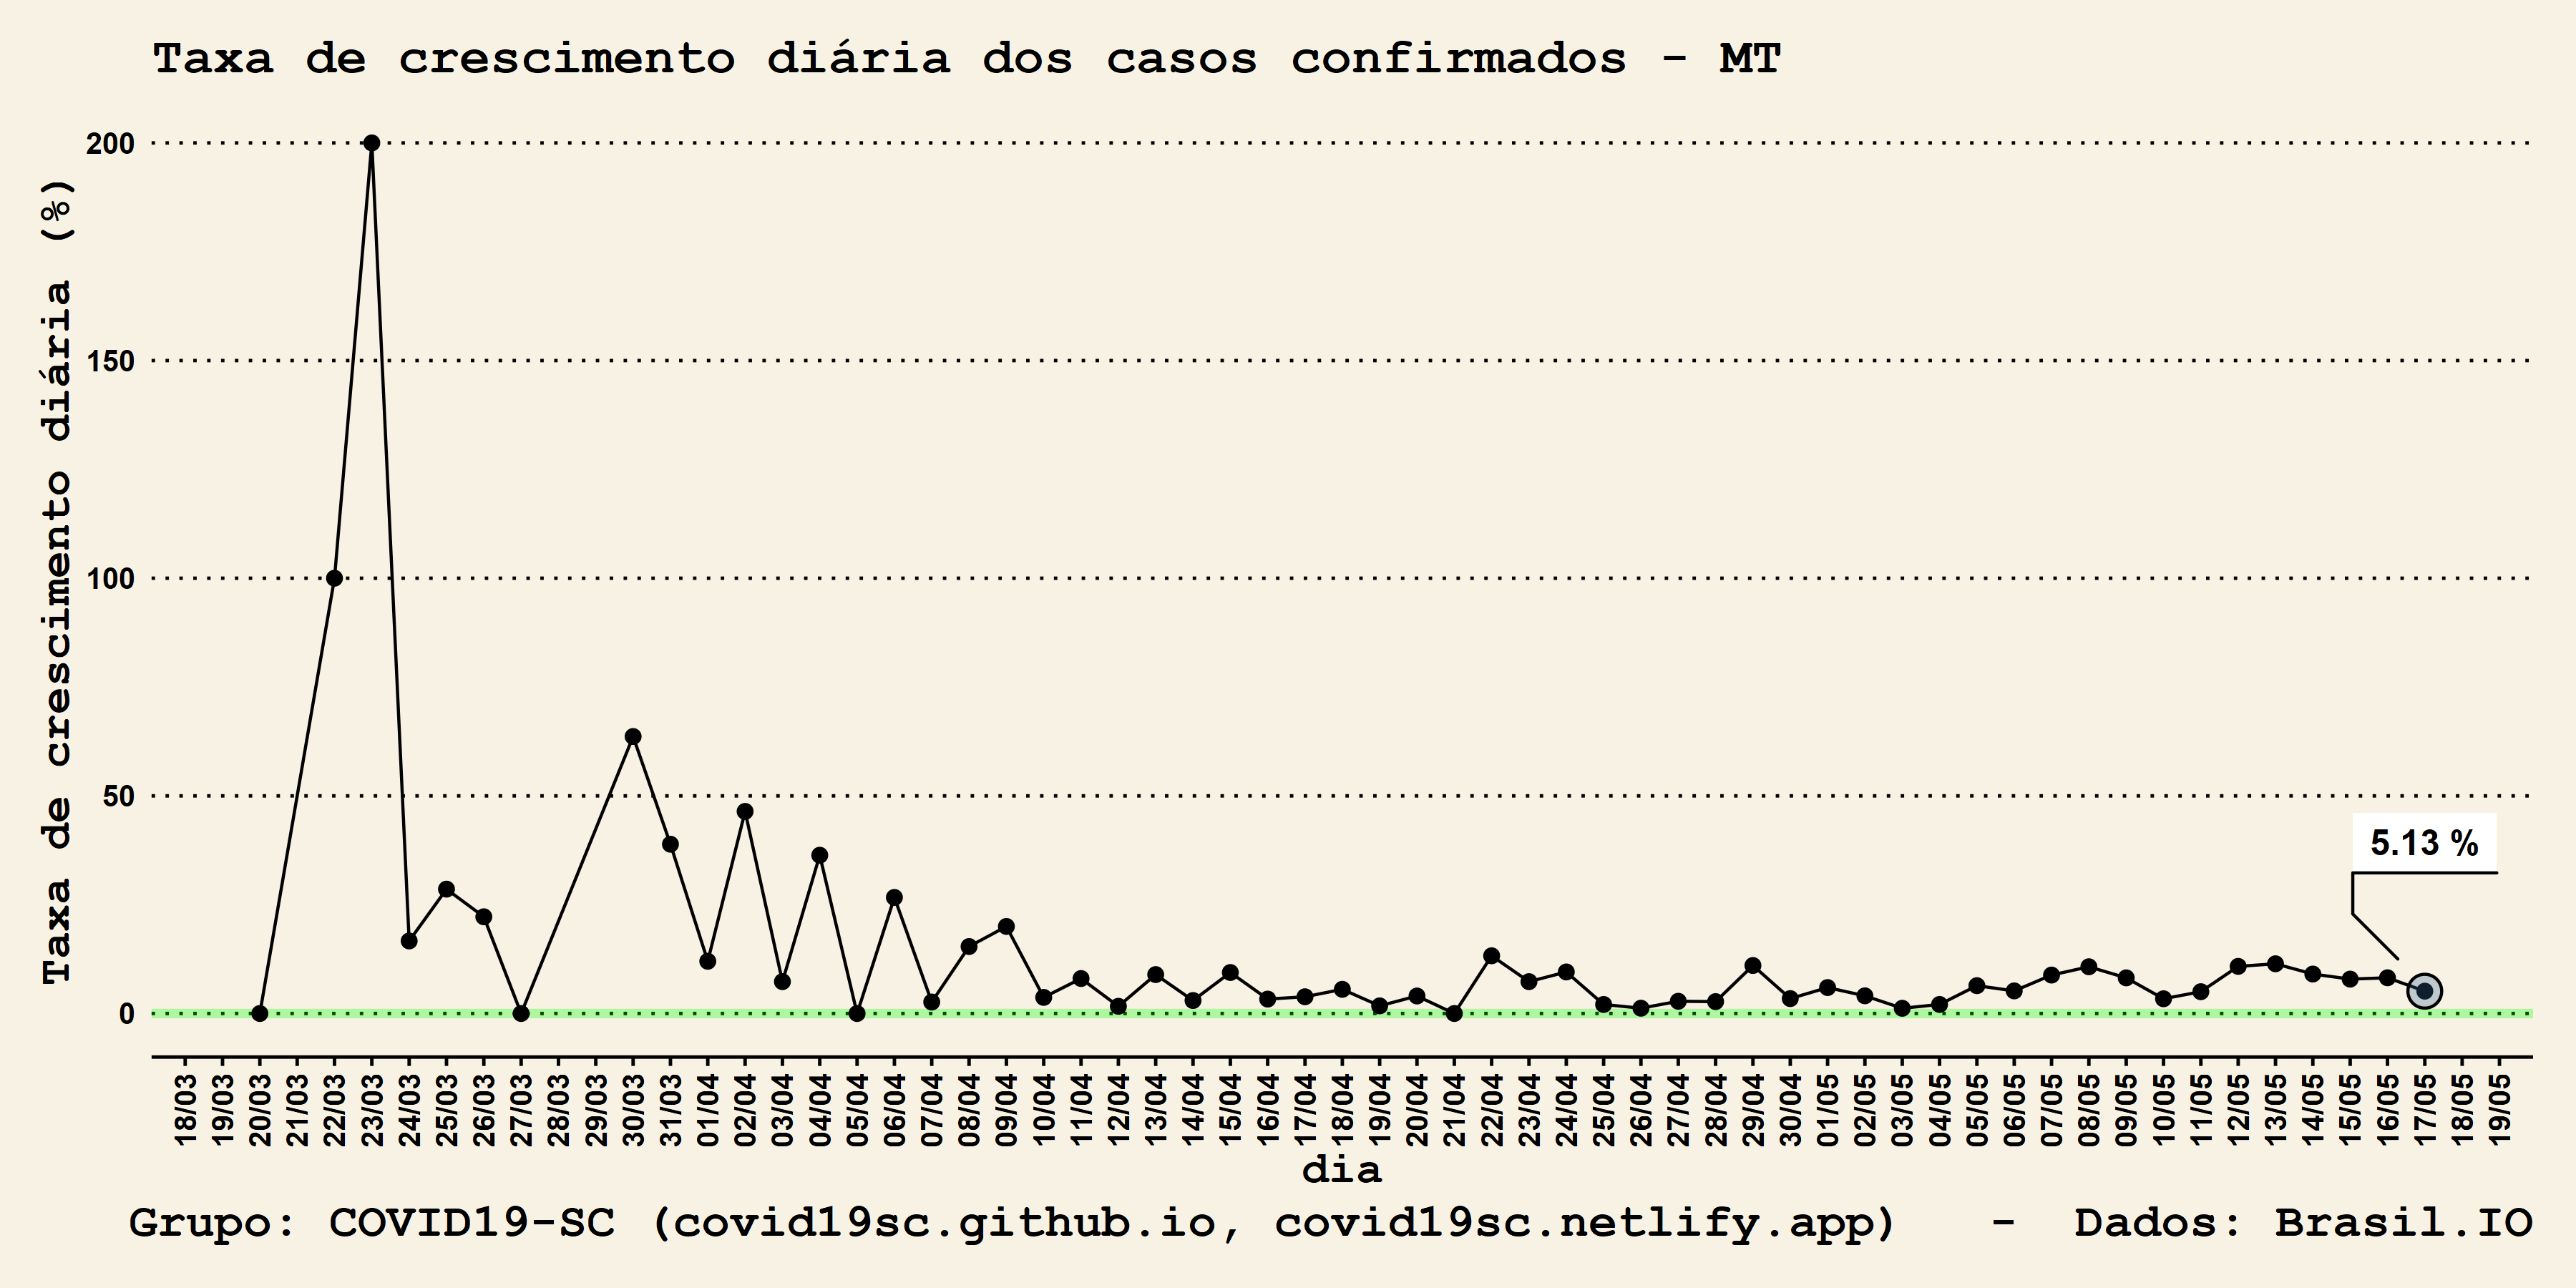 Taxa de crescimento diária dos casos confirmados - MT
Taxa de crescimento diária (%)
200
150
100
50
0
5.13 %
18/03 19/03 20/03 21/03 22/03 23/03 24/03 25/03 26/03 27/03 28/03 29/03 30/03 31/03 01/04 02/04 03/04 04/04 05/04 06/04 07/04 08/04 09/04 10/04 11/04 12/04 13/04 14/04 15/04 16/04 17/04 18/04 19/04 20/04 21/04 22/04 23/04 24/04 25/04 26/04 27/04 28/04 29/04 30/04 01/05 02/05 03/05 04/05 05/05 06/05 07/05 08/05 09/05 10/05 11/05 12/05 13/05 14/05 15/05 16/05 17/05 18/05 19/05
dia
Grupo: COVID19-SC (covid19sc.github.io, covid19sc.netlify.app) - Dados: Brasil.IO